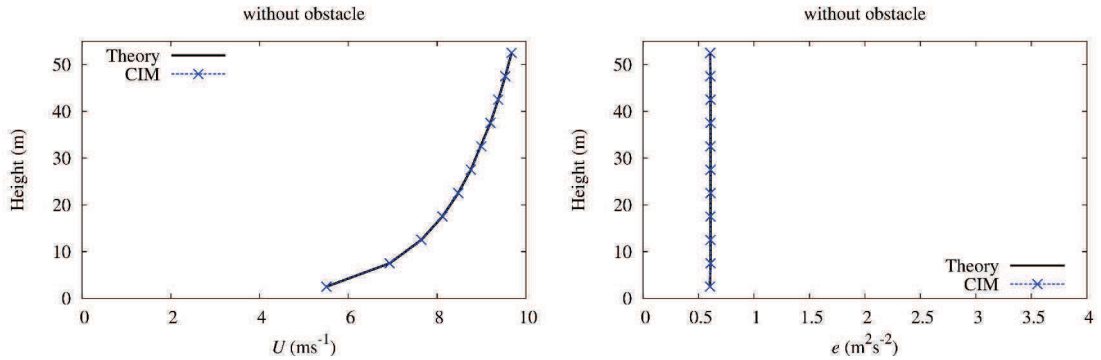 without obstacle
Theory
CIM
50
40
30
20
10
0
Height (m)
0 2 4 6 8 10
U (ms⁻¹)
without obstacle
50
40
30
20
10
0
Height (m)
Theory
CIM
0 0.5 1 1.5 2 2.5 3 3.5 4
e (m²s⁻²)